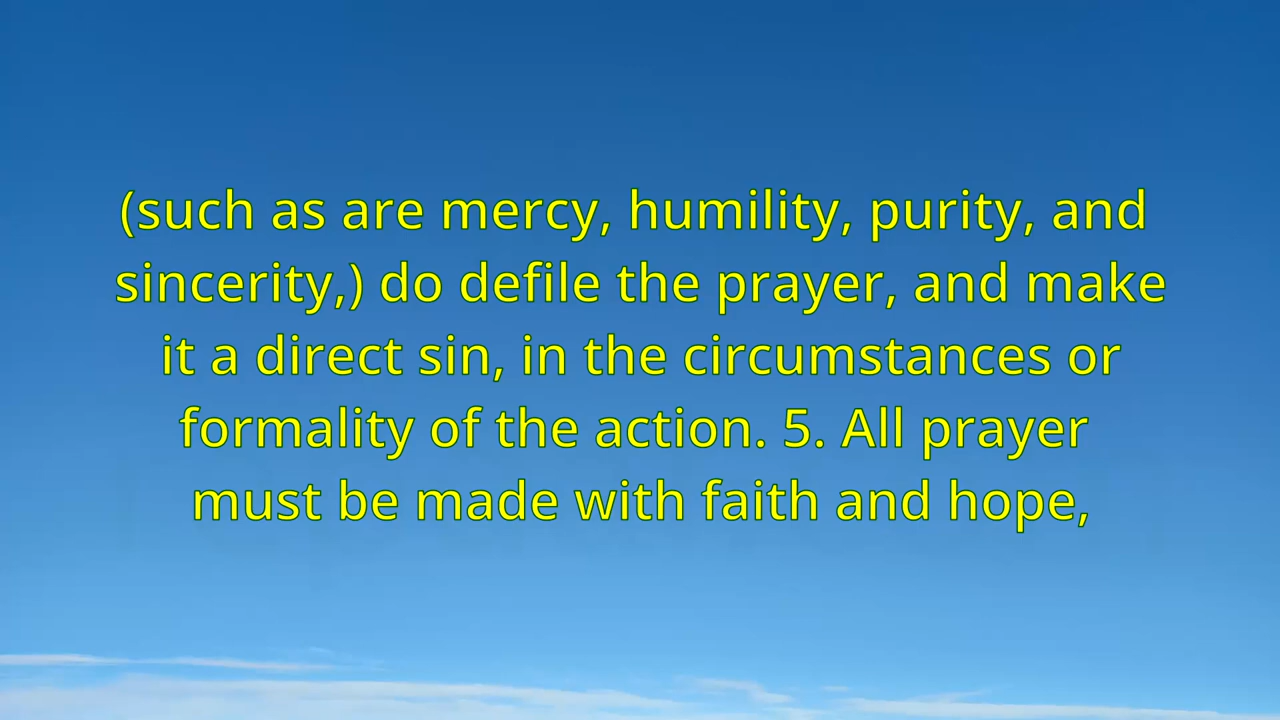 (such as are mercy, humility, purity, and
sincerity,) do defile the prayer, and make
it a direct sin, in the circumstances or
formality of the action. 5. All prayer
must be made with faith and hope,